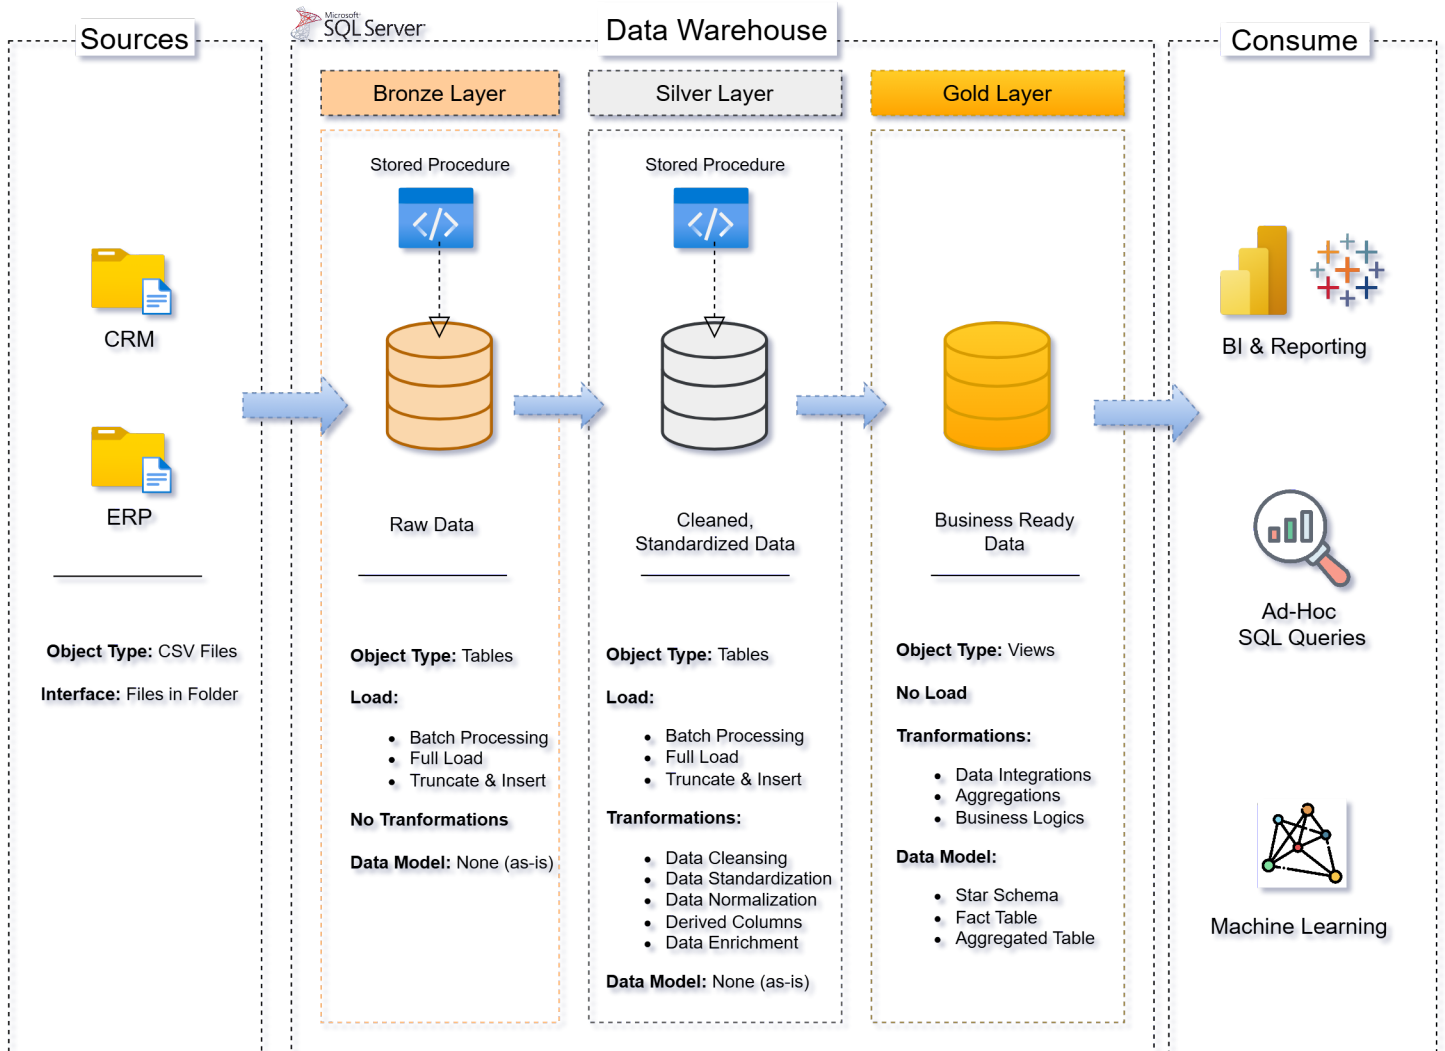 Sources
Microsoft
SQL Server
Data Warehouse
Consume
Bronze Layer
Silver Layer
Gold Layer
Stored Procedure
Stored Procedure
CRM
ERP
Raw Data
Cleaned,
Standardized Data
Business Ready
Data
BI & Reporting
Ad-Hoc
SQL Queries
Machine Learning
Object Type: CSV Files
Interface: Files in Folder
Object Type: Tables
Load:
Batch Processing
Full Load
Truncate & Insert
No Tranformations
Data Model: None (as-is)
Object Type: Tables
Load:
Batch Processing
Full Load
Truncate & Insert
Tranformations:
Data Cleansing
Data Standardization
Data Normalization
Derived Columns
Data Enrichment
Data Model: None (as-is)
Object Type: Views
No Load
Tranformations:
Data Integrations
Aggregations
Business Logics
Data Model:
Star Schema
Fact Table
Aggregated Table